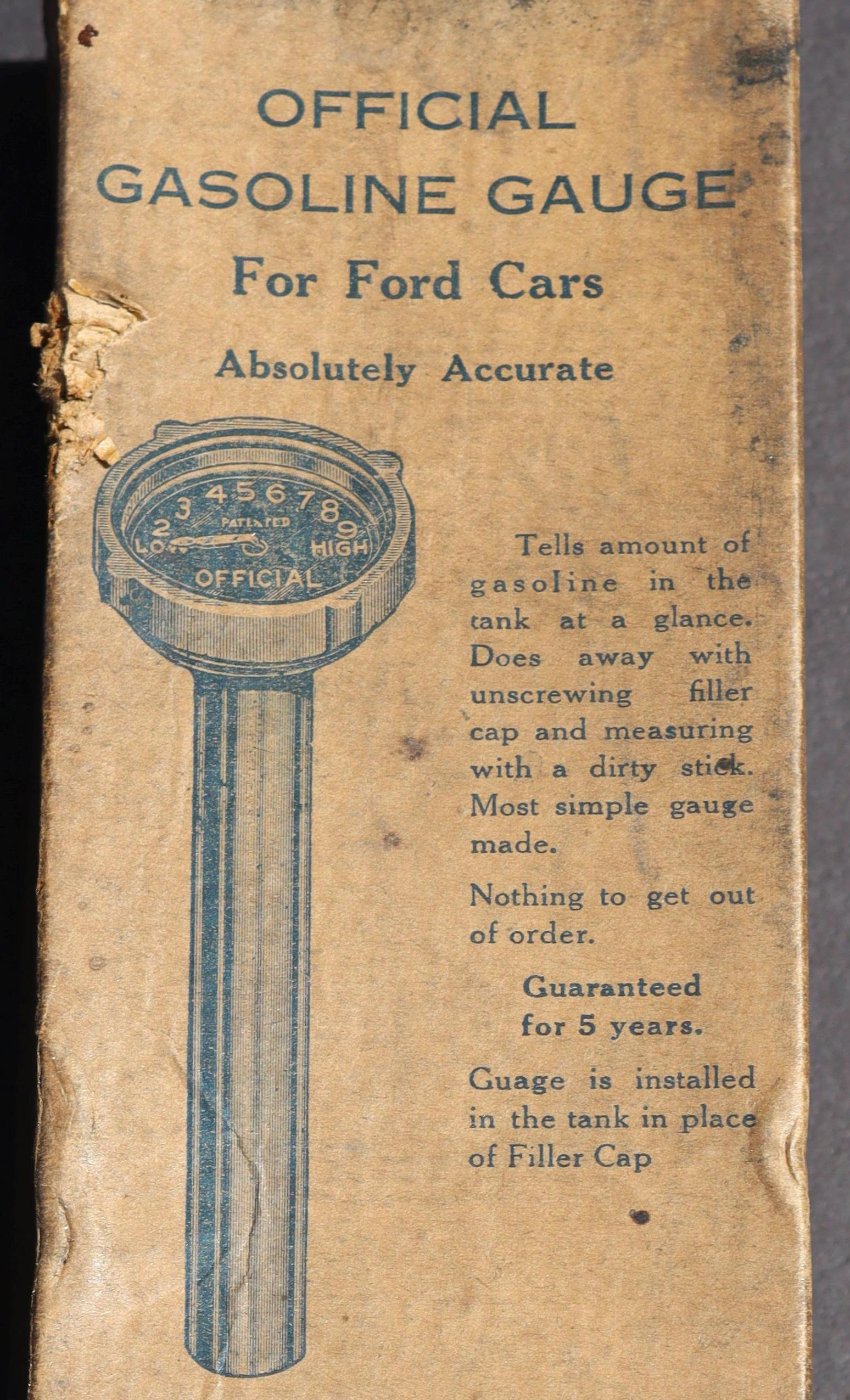 OFFICIAL
GASOLINE GAUGE
For Ford Cars
Absolutely Accurate
2 3 4 5 6 7 8 9
PATENTED
LOW HIGH
OFFICIAL
Tells amount of
gasoline in the
tank at a glance.
Does away with
unscrewing filler
cap and measuring
with a dirty stick.
Most simple gauge
made.
Nothing to get out
of order.
Guaranteed
for 5 years.
Guage is installed
in the tank in place
of Filler Cap